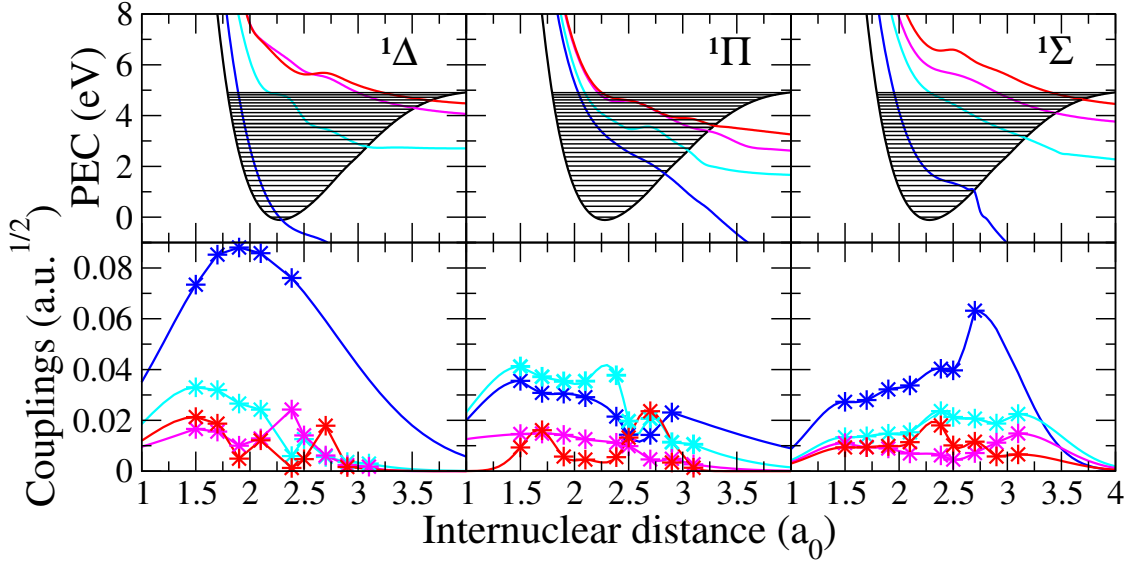 8
6
4
2
0
PEC (eV)
¹Δ
¹Π
¹Σ
0.08
0.06
0.04
0.02
0
Couplings (a.u.^1/2)
1 1.5 2 2.5 3 3.5 1 1.5 2 2.5 3 3.5 1 1.5 2 2.5 3 3.5 4
Internuclear distance (a₀)